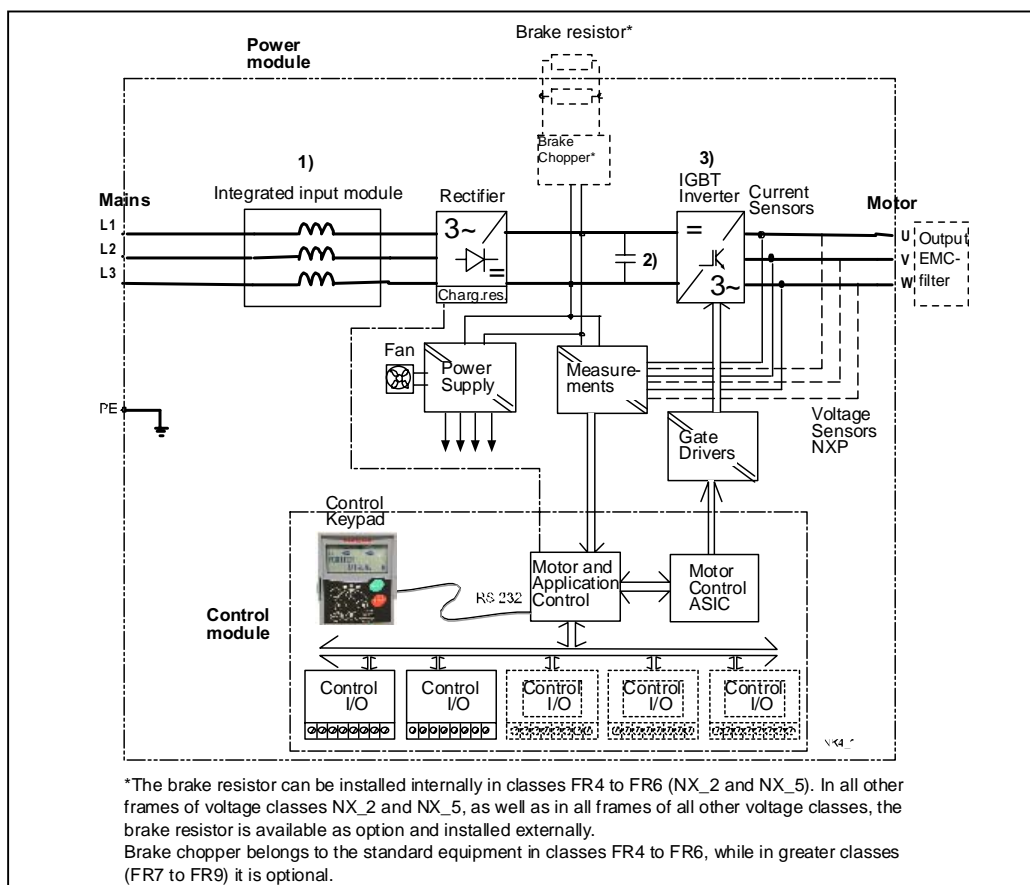 Brake resistor*
Power
module
Brake
Chopper*
1)
3)
Integrated input module
Rectifier
IGBT
Inverter
Current
Sensors
Mains
Motor
L1
L2
L3
3~
=
=
3~
2)
U
V
W
Output
EMC-
filter
Charg.res.
Fan
Power
Supply
Measure-
ments
PE
Voltage
Sensors
NXP
Gate
Drivers
Control
Keypad
Motor and
Application
Control
Motor
Control
ASIC
RS 232
Control
module
Control
I/O
Control
I/O
Control
I/O
Control
I/O
Control
I/O
*The brake resistor can be installed internally in classes FR4 to FR6 (NX_2 and NX_5). In all other
frames of voltage classes NX_2 and NX_5, as well as in all frames of all other voltage classes, the
brake resistor is available as option and installed externally.
Brake chopper belongs to the standard equipment in classes FR4 to FR6, while in greater classes
(FR7 to FR9) it is optional.